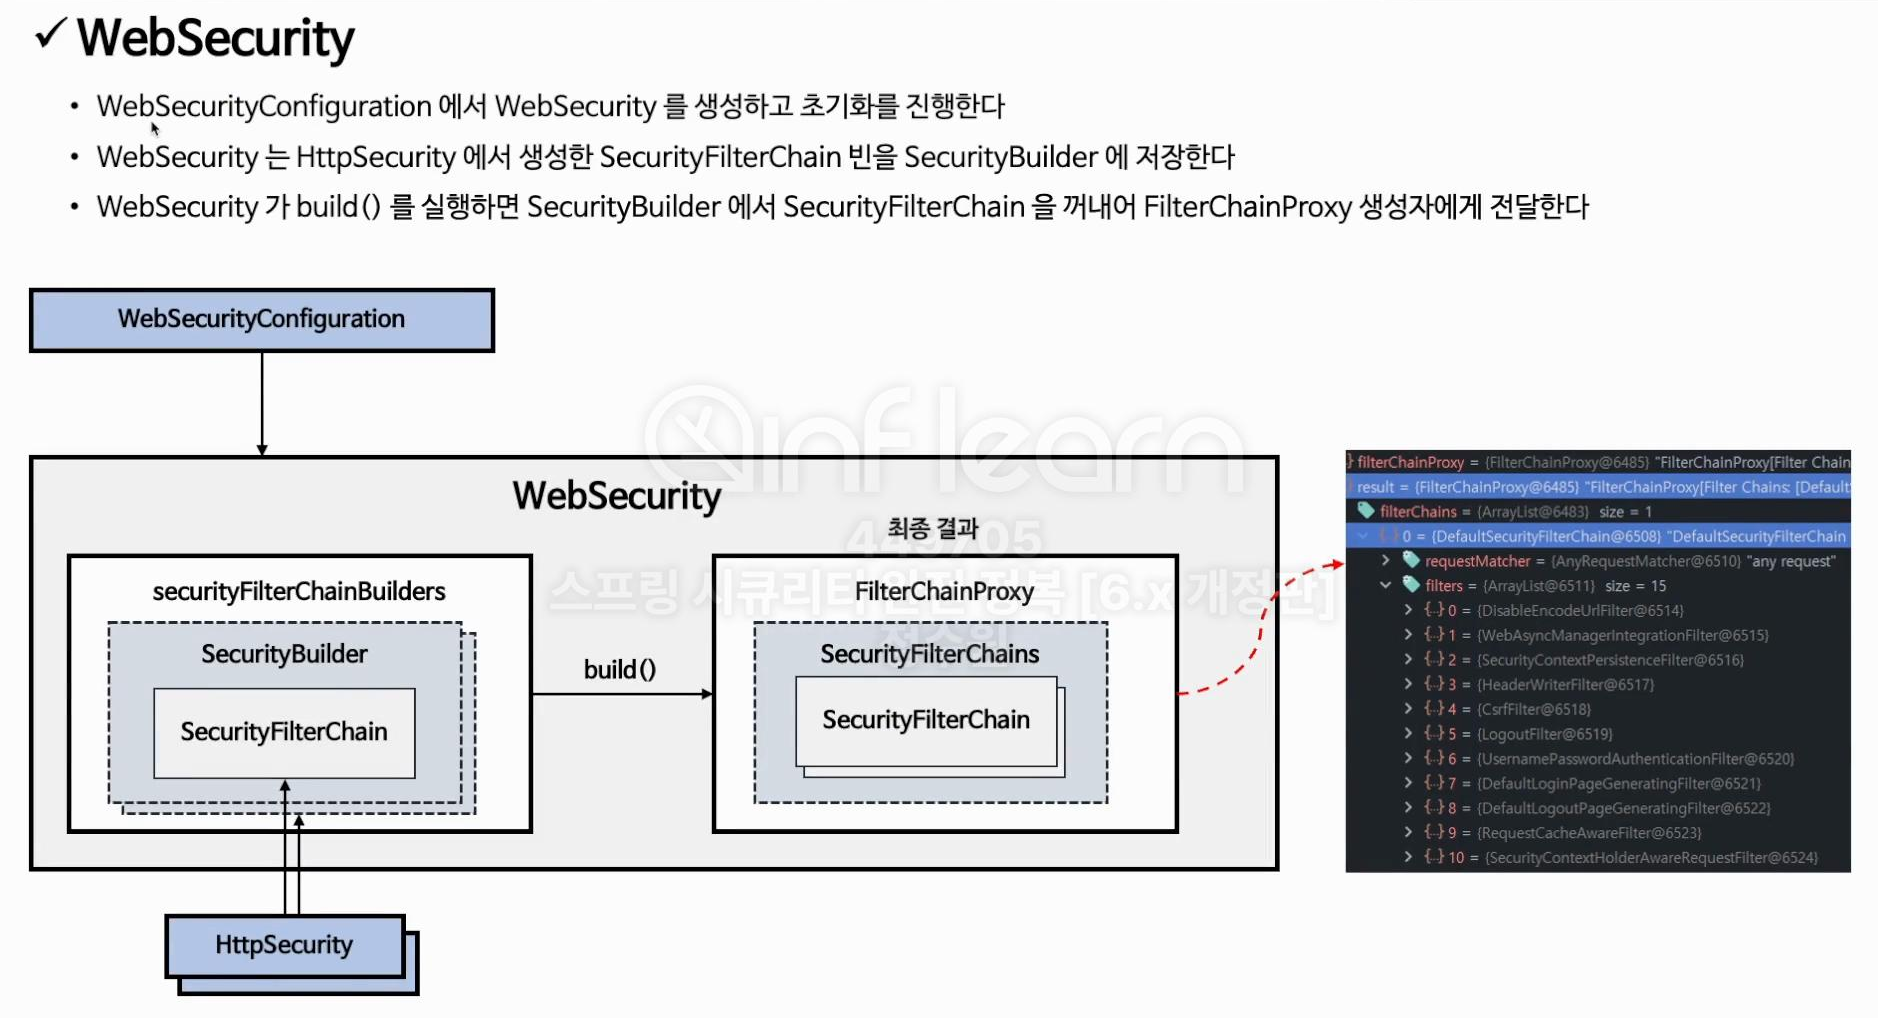 ✓ WebSecurity
• WebSecurityConfiguration 에서 WebSecurity 를 생성하고 초기화를 진행한다
• WebSecurity 는 HttpSecurity 에서 생성한 SecurityFilterChain 빈을 SecurityBuilder 에 저장한다
• WebSecurity 가 build() 를 실행하면 SecurityBuilder 에서 SecurityFilterChain 을 꺼내어 FilterChainProxy 생성자에게 전달한다
WebSecurityConfiguration
inflearn
WebSecurity
최종 결과
449705
스프링 시큐리티 완전 정복 [6.x 개정판]
securityFilterChainBuilders
SecurityBuilder
SecurityFilterChain
build()
FilterChainProxy
SecurityFilterChains
SecurityFilterChain
HttpSecurity
} filterChainProxy = {FilterChainProxy@6485} "FilterChainProxy[Filter Chain
result = {FilterChainProxy@6485} "FilterChainProxy[Filter Chains: [Default
filterChains = {ArrayList@6483} size = 1
0 = {DefaultSecurityFilterChain@6508} "DefaultSecurityFilterChain
requestMatcher = {AnyRequestMatcher@6510} "any request"
filters = {ArrayList@6511} size = 15
{...} 0 = {DisableEncodeUrlFilter@6514}
{...} 1 = {WebAsyncManagerIntegrationFilter@6515}
{...} 2 = {SecurityContextPersistenceFilter@6516}
{...} 3 = {HeaderWriterFilter@6517}
{...} 4 = {CsrfFilter@6518}
{...} 5 = {LogoutFilter@6519}
{...} 6 = {UsernamePasswordAuthenticationFilter@6520}
{...} 7 = {DefaultLoginPageGeneratingFilter@6521}
{...} 8 = {DefaultLogoutPageGeneratingFilter@6522}
{...} 9 = {RequestCacheAwareFilter@6523}
{...} 10 = {SecurityContextHolderAwareRequestFilter@6524}